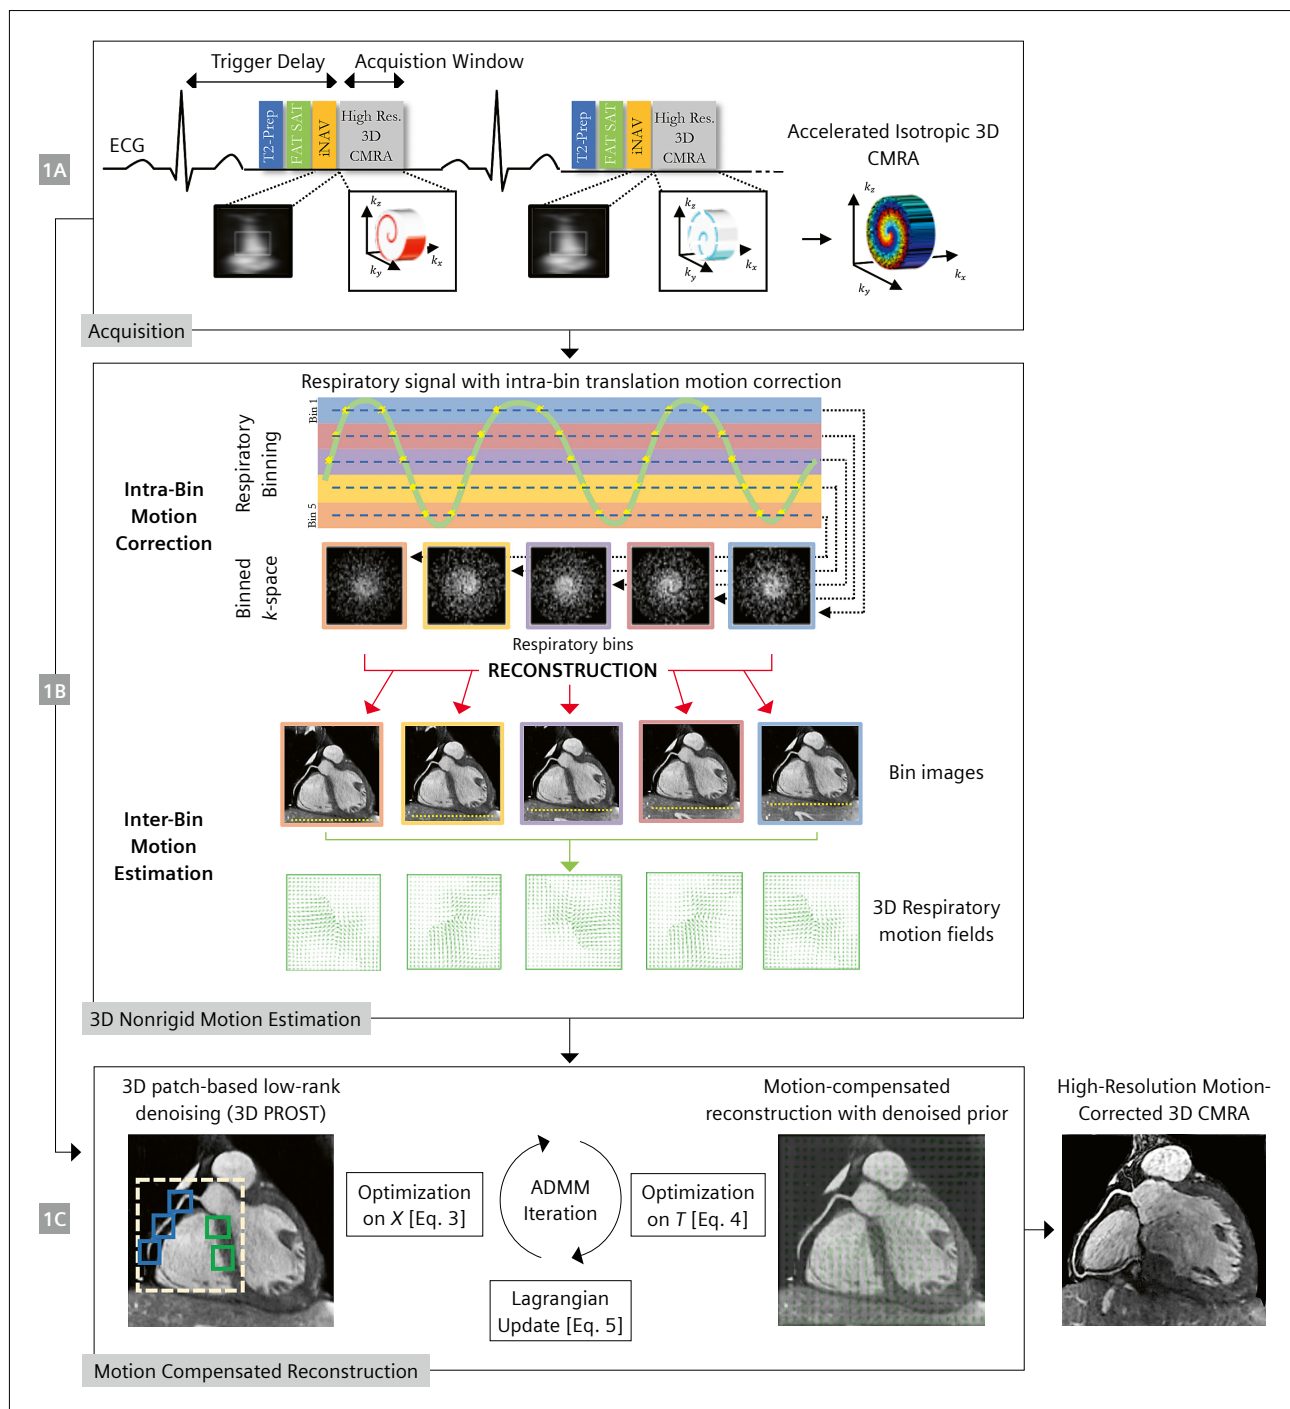 Trigger Delay
Acquistion Window
ECG
T2-Prep
FAT SAT
iNAV
High Res.
3D
CMRA
T2-Prep
FAT SAT
iNAV
High Res.
3D
CMRA
Accelerated Isotropic 3D
CMRA
1A
kz
kx
ky
kz
kx
ky
kz
kx
ky
Acquisition
Respiratory signal with intra-bin translation motion correction
Bin 1
Bin 5
Respiratory
Binning
Intra-Bin
Motion
Correction
Binned
k-space
Respiratory bins
RECONSTRUCTION
1B
Bin images
Inter-Bin
Motion
Estimation
3D Respiratory
motion fields
3D Nonrigid Motion Estimation
3D patch-based low-rank
denoising (3D PROST)
Motion-compensated
reconstruction with denoised prior
High-Resolution Motion-
Corrected 3D CMRA
1C
Optimization
on X [Eq. 3]
ADMM
Iteration
Optimization
on T [Eq. 4]
Lagrangian
Update [Eq. 5]
Motion Compensated Reconstruction